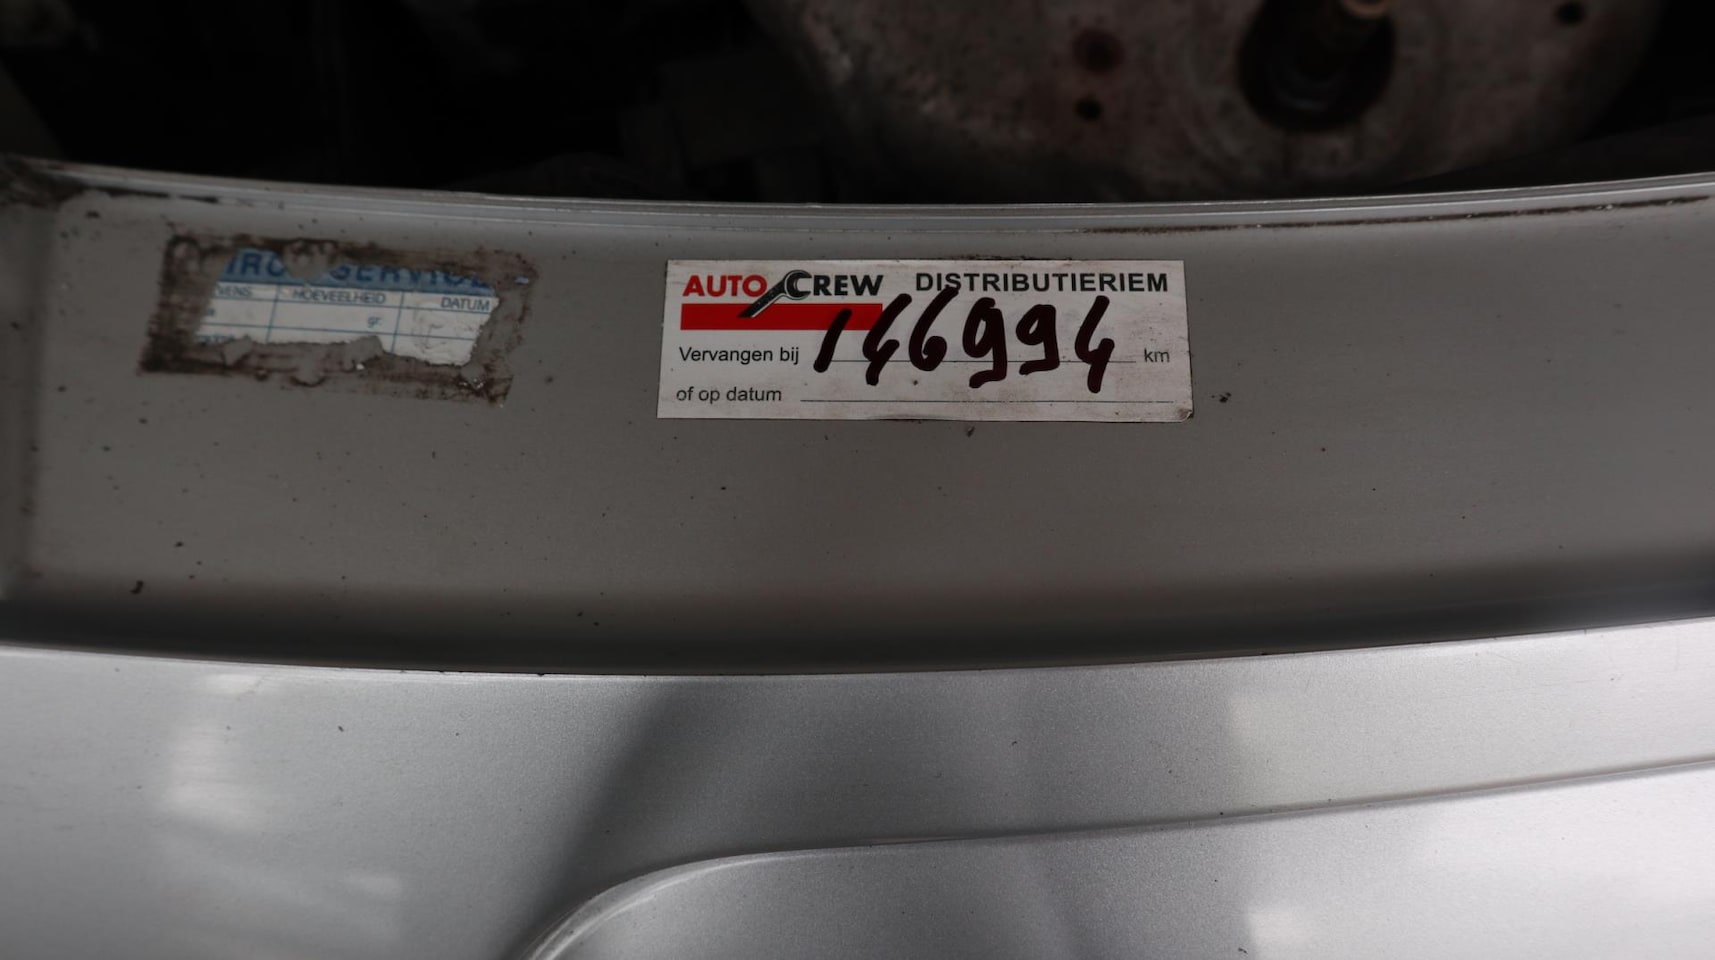 HOEVEELHEID DATUM
AUTO CREW DISTRIBUTIERIEM
Vervangen bij 146994 km
of op datum